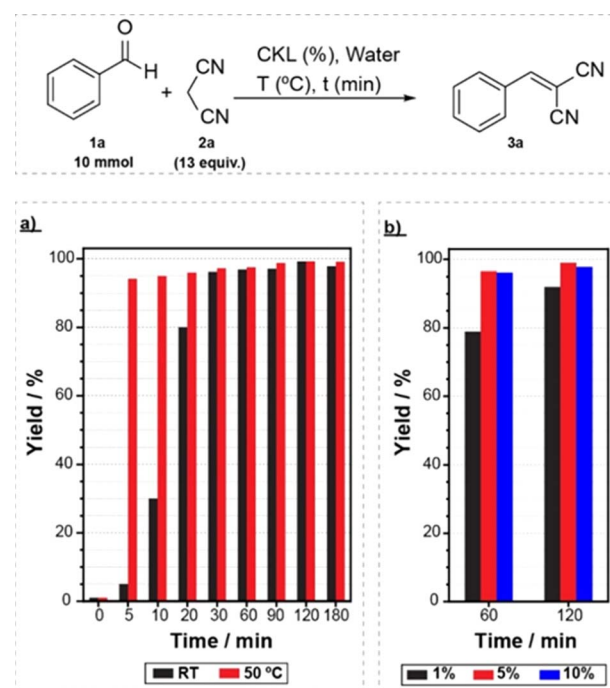 O
H
+
CN
CN
CKL (%), Water
T (ºC), t (min)
CN
CN
1a
10 mmol
2a
(13 equiv.)
3a
a)
Yield / %
100
80
60
40
20
0
0 5 10 20 30 60 90 120 180
Time / min
RT 50 ºC
b)
Yield / %
100
80
60
40
20
0
60 120
Time / min
1% 5% 10%